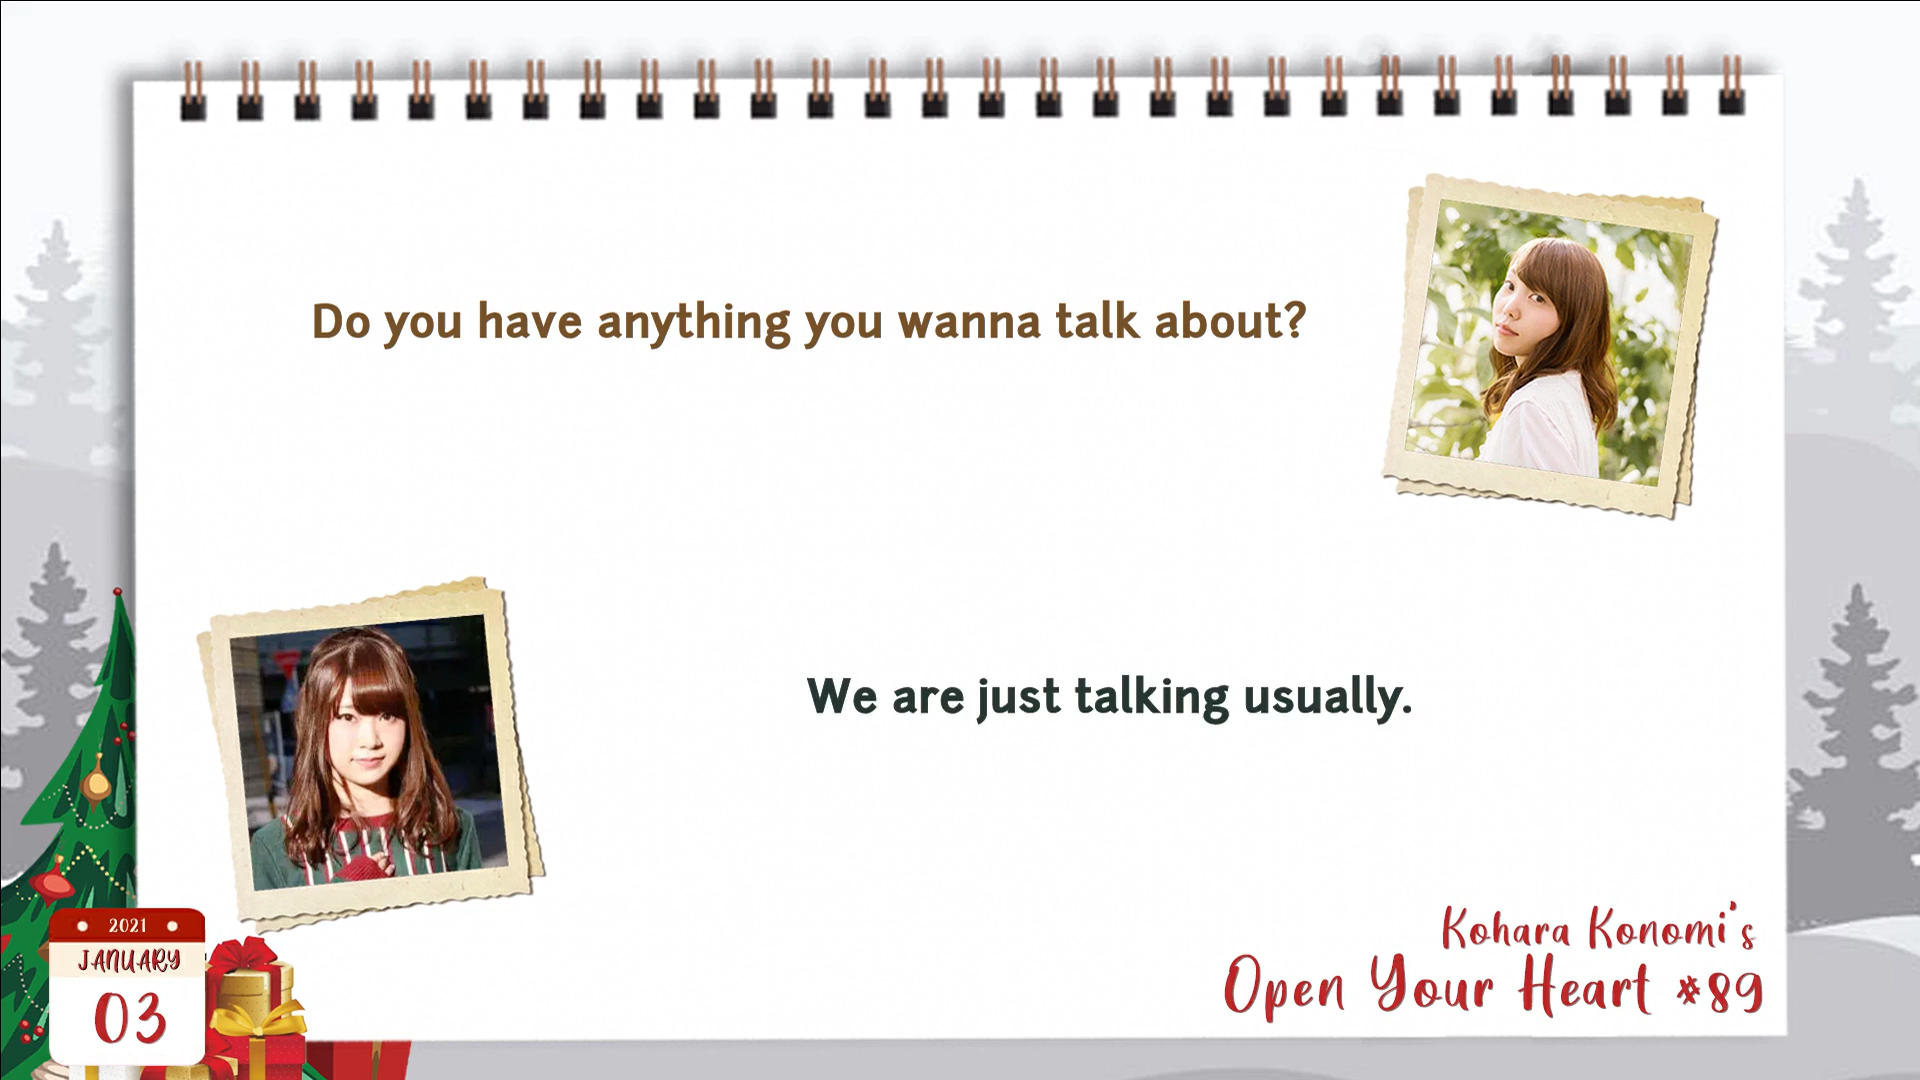 Do you have anything you wanna talk about?
We are just talking usually.
2021
JANUARY
03
Kohara Konomi's
Open Your Heart #89